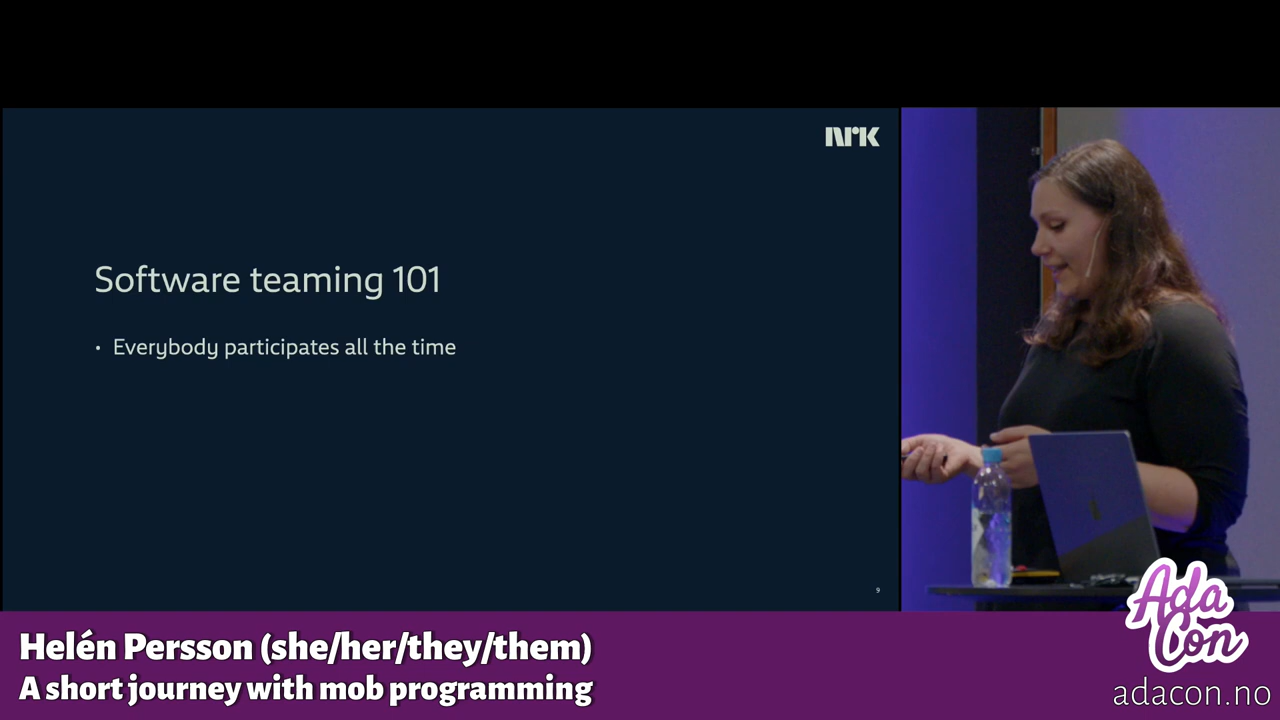 NRK
Software teaming 101
• Everybody participates all the time
9
Helén Persson (she/her/they/them)
A short journey with mob programming
Ada
Con
adacon.no